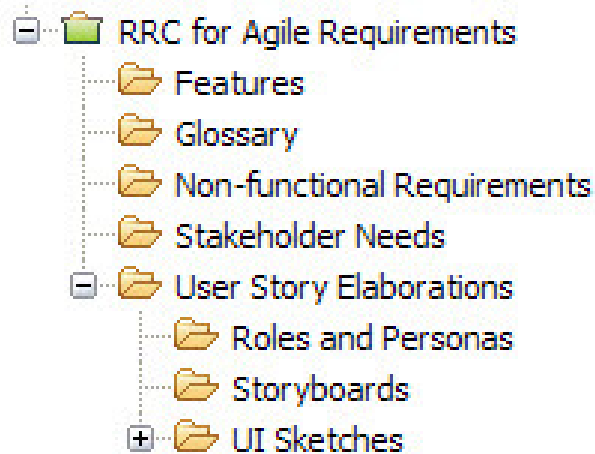 RRC for Agile Requirements
Features
Glossary
Non-functional Requirements
Stakeholder Needs
User Story Elaborations
Roles and Personas
Storyboards
UI Sketches